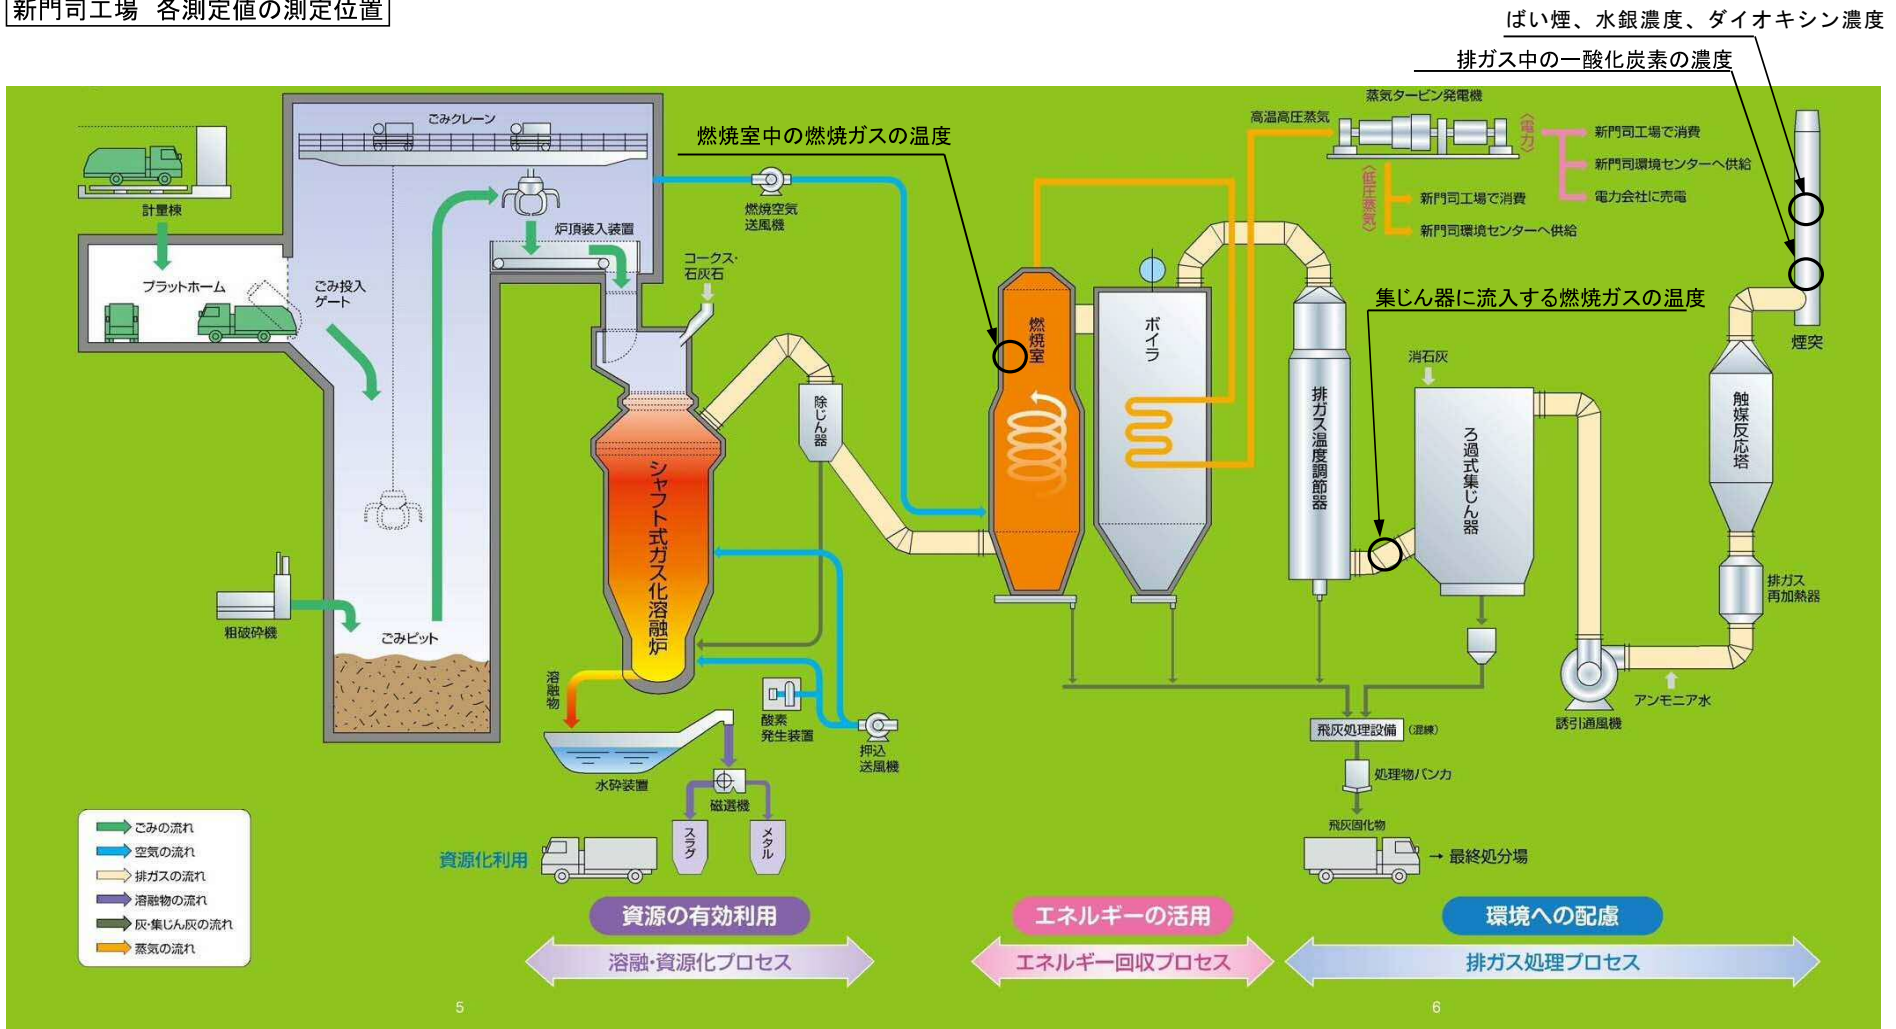 新門司工場　各測定値の測定位置
ばい煙、水銀濃度、ダイオキシン濃度
排ガス中の一酸化炭素の濃度
燃焼室中の燃焼ガスの温度
集じん器に流入する燃焼ガスの温度
計量棟
プラットホーム
ごみ投入
ゲート
ごみクレーン
炉頂装入装置
コークス・
石灰石
燃焼空気
送風機
粗破砕機
ごみピット
シャフト式ガス化溶融炉
除じん器
溶融物
水砕装置
酸素
発生装置
押込
送風機
磁選機
スラグ
メタル
資源化利用
燃焼室
ボイラ
高温高圧蒸気
蒸気タービン発電機
〈電力〉
新門司工場で消費
新門司環境センターへ供給
電力会社に売電
〈低圧蒸気〉
新門司工場で消費
新門司環境センターへ供給
排ガス温度調節器
消石灰
ろ過式集じん器
誘引通風機
アンモニア水
排ガス
再加熱器
触媒反応塔
煙突
飛灰処理設備（混練）
処理物バンカ
飛灰固化物
→ 最終処分場
ごみの流れ
空気の流れ
排ガスの流れ
溶融物の流れ
灰・集じん灰の流れ
蒸気の流れ
資源の有効利用
溶融・資源化プロセス
エネルギーの活用
エネルギー回収プロセス
環境への配慮
排ガス処理プロセス
5
6